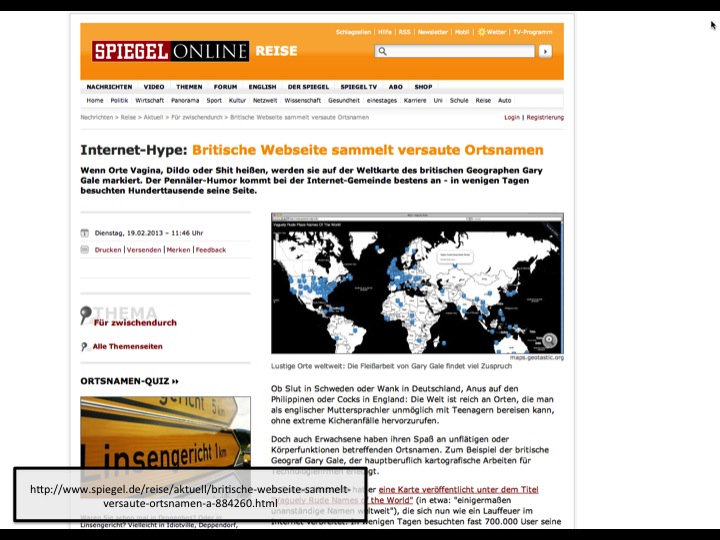 Schlagzeilen | Hilfe | RSS | Newsletter | Mobil | Wetter | TV-Programm
SPIEGEL ONLINE REISE
NACHRICHTEN VIDEO THEMEN FORUM ENGLISH DER SPIEGEL SPIEGEL TV ABO SHOP
Home Politik Wirtschaft Panorama Sport Kultur Netzwelt Wissenschaft Gesundheit einestages Karriere Uni Schule Reise Auto
Nachrichten > Reise > Aktuell > Für zwischendurch > Britische Webseite sammelt versaute Ortsnamen
Login | Registrierung
Internet-Hype: Britische Webseite sammelt versaute Ortsnamen
Wenn Orte Vagina, Dildo oder Shit heißen, werden sie auf der Weltkarte des britischen Geographen Gary
Gale markiert. Der Pennäler-Humor kommt bei der Internet-Gemeinde bestens an - in wenigen Tagen
besuchten Hunderttausende seine Seite.
Dienstag, 19.02.2013 – 11:46 Uhr
Drucken | Versenden | Merken | Feedback
THEMA
Für zwischendurch
Alle Themenseiten
ORTSNAMEN-QUIZ
gericht 5 k
Linsengericht 1 km
Vaguely Rude Place Names Of The World
maps.geotastic.org
Lustige Orte weltweit: Die Fleißarbeit von Gary Gale findet viel Zuspruch
Ob Slut in Schweden oder Wank in Deutschland, Anus auf den
Philippinen oder Cocks in England: Die Welt ist reich an Orten, die man
als englischer Muttersprachler unmöglich mit Teenagern bereisen kann,
ohne extreme Kicheranfälle hervorzurufen.
Doch auch Erwachsene haben ihren Spaß an unflätigen oder
Körperfunktionen betreffenden Ortsnamen. Zum Beispiel der britische
Geograf Gary Gale, der hauptberuflich kartografische Arbeiten für
eine Karte veröffentlicht unter dem Titel
Rude Names of the World" (in etwa: "einigermaßen
unanständige Namen weltweit"), die sich nun wie ein Lauffeuer im
Internet verbreitet. In wenigen Tagen besuchten fast 700.000 User seine
http://www.spiegel.de/reise/aktuell/britische-webseite-sammelt-
versaute-ortsnamen-a-884260.html
Linsengericht? Vielleicht in Idiotville, Deppendorf,